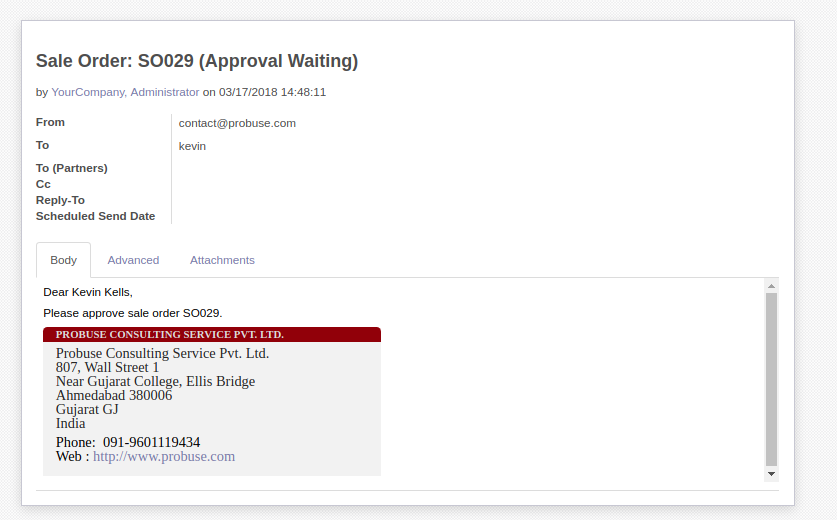 Sale Order: SO029 (Approval Waiting)
by YourCompany, Administrator on 03/17/2018 14:48:11
From contact@probuse.com
To kevin
To (Partners)
Cc
Reply-To
Scheduled Send Date
Body Advanced Attachments
Dear Kevin Kells,
Please approve sale order SO029.
PROBUSE CONSULTING SERVICE PVT. LTD.
Probuse Consulting Service Pvt. Ltd.
807, Wall Street 1
Near Gujarat College, Ellis Bridge
Ahmedabad 380006
Gujarat GJ
India
Phone:  091-9601119434
Web : http://www.probuse.com